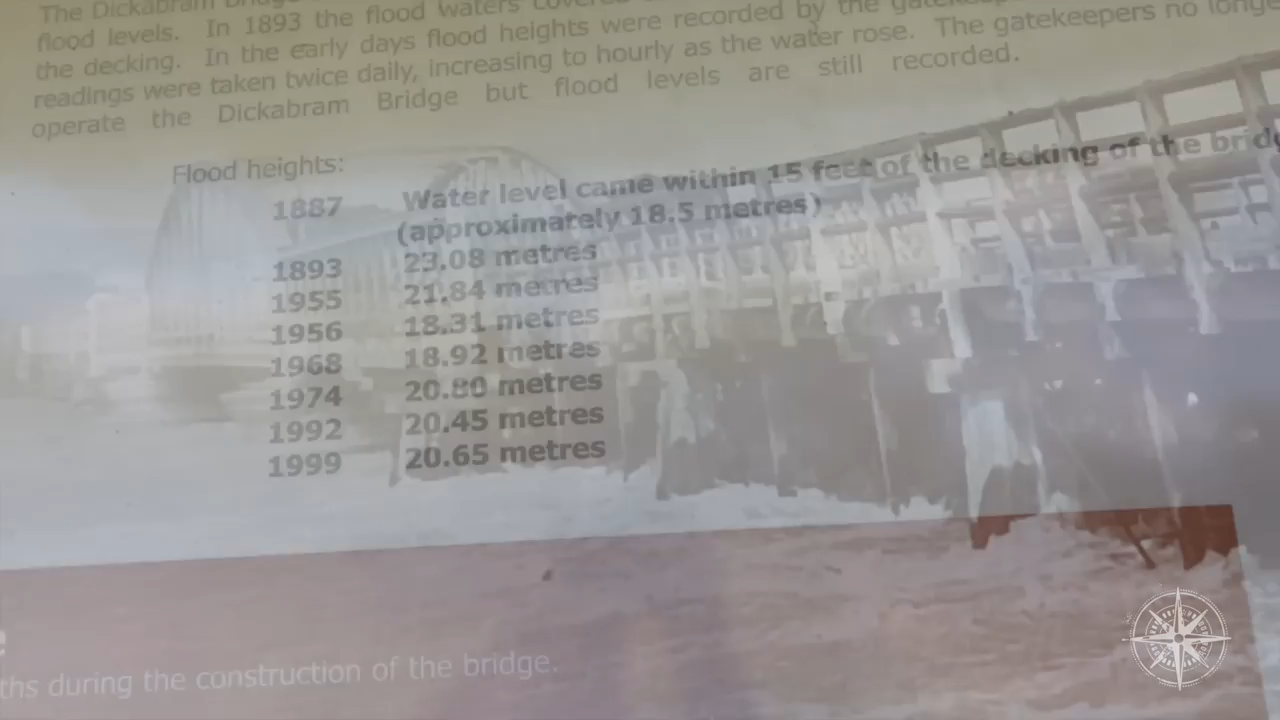 The Dickabram
flood levels. In 1893 the flood waters covered
the decking. In the early days flood heights were recorded by the
readings were taken twice daily, increasing to hourly as the water rose. The gatekeepers no
operate the Dickabram Bridge but flood levels are still recorded.
Flood heights:
1887 Water level came within 15 feet of the decking of the
(approximately 18.5 metres)
1893 23.08 metres
1955 21.84 metres
1956 18.31 metres
1968 18.92 metres
1974 20.80 metres
1992 20.45 metres
1999 20.65 metres
ths during the construction of the bridge.